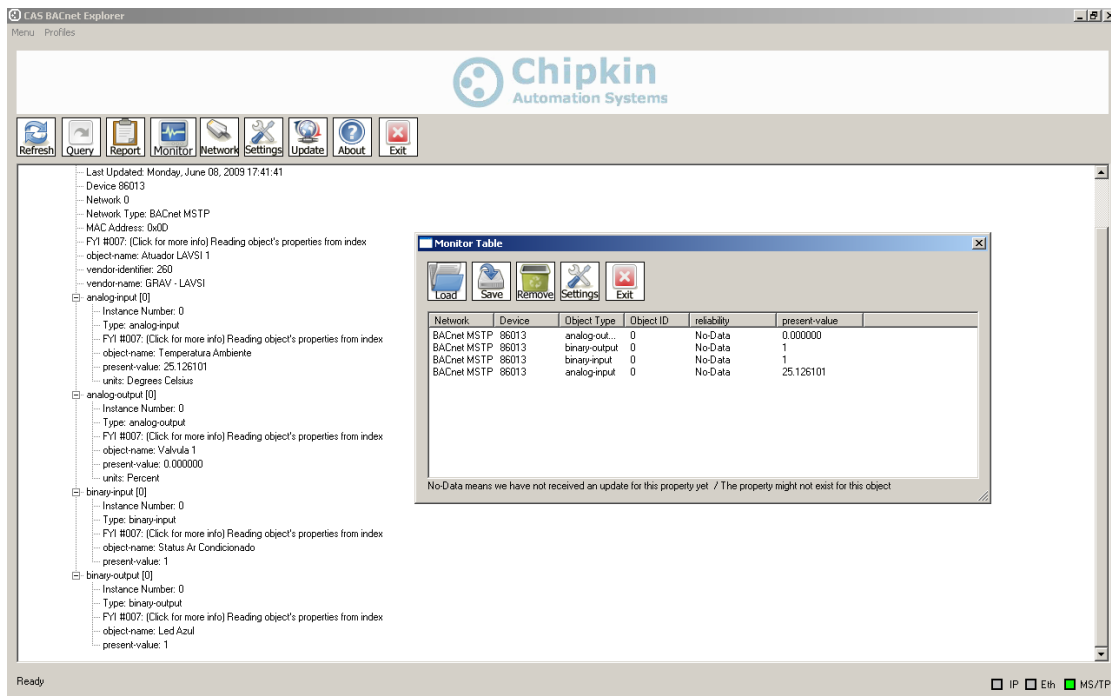 CAS BACnet Explorer
Menu Profiles
Chipkin
Automation Systems
Refresh Query Report Monitor Network Settings Update About Exit
Last Updated: Monday, June 08, 2009 17:41:41
Device 86013
Network 0
Network Type: BACnet MSTP
MAC Address: 0x0D
FYI #007: (Click for more info) Reading object's properties from index
object-name: Atuador LAVSI 1
vendor-identifier: 260
vendor-name: GRAV - LAVSI
analog-input [0]
Instance Number: 0
Type: analog-input
FYI #007: (Click for more info) Reading object's properties from index
object-name: Temperatura Ambiente
present-value: 25.126101
units: Degrees Celsius
analog-output [0]
Instance Number: 0
Type: analog-output
FYI #007: (Click for more info) Reading object's properties from index
object-name: Valvula 1
present-value: 0.000000
units: Percent
binary-input [0]
Instance Number: 0
Type: binary-input
FYI #007: (Click for more info) Reading object's properties from index
object-name: Status Ar Condicionado
present-value: 1
binary-output [0]
Instance Number: 0
Type: binary-output
FYI #007: (Click for more info) Reading object's properties from index
object-name: Led Azul
present-value: 1
Monitor Table
Load Save Remove Settings Exit
Network Device Object Type Object ID reliability present-value
BACnet MSTP 86013 analog-out... 0 No-Data 0.000000
BACnet MSTP 86013 binary-output 0 No-Data 1
BACnet MSTP 86013 binary-input 0 No-Data 1
BACnet MSTP 86013 analog-input 0 No-Data 25.126101
No-Data means we have not received an update for this property yet / The property might not exist for this object
Ready
IP Eth MS/TP